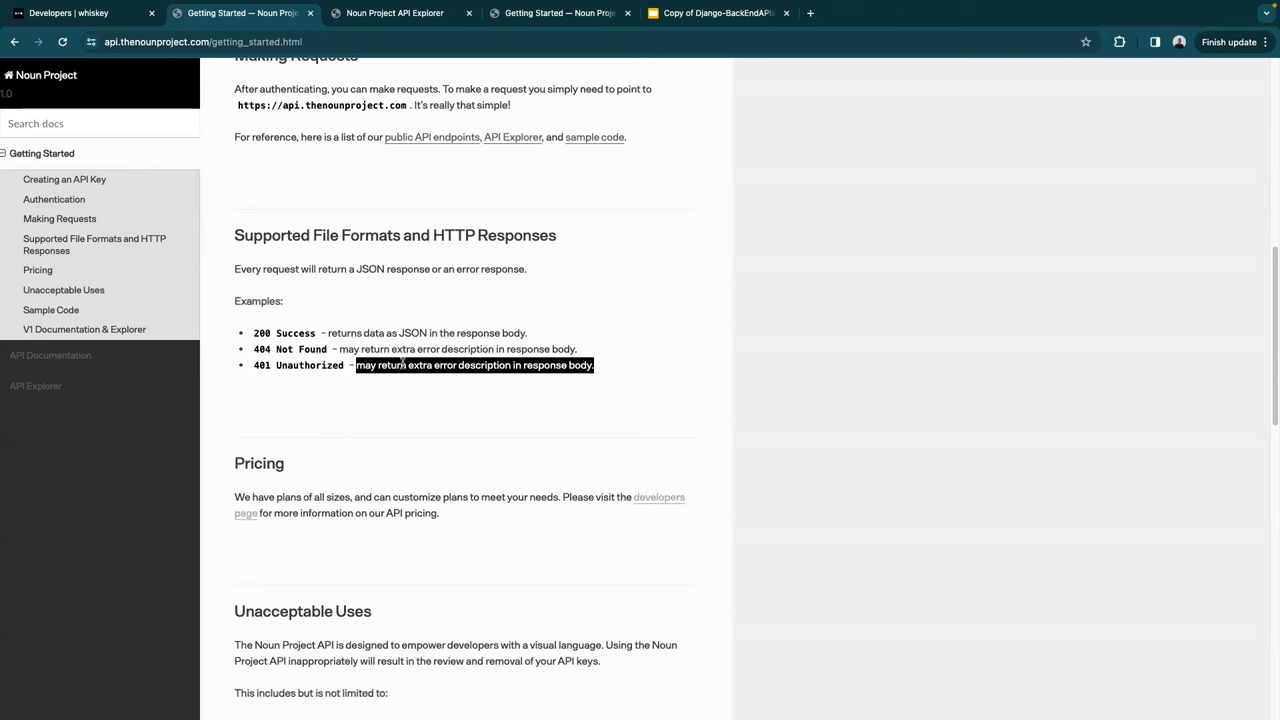 Developers | whiskey
Getting Started — Noun Proje
Noun Project API Explorer
Getting Started — Noun Proje
Copy of Django-BackEndAPIs
api.thenounproject.com/getting_started.html
Finish update
Noun Project
1.0
Search docs
Getting Started
Creating an API Key
Authentication
Making Requests
Supported File Formats and HTTP
Responses
Pricing
Unacceptable Uses
Sample Code
V1 Documentation & Explorer
API Documentation
API Explorer
Making Requests
After authenticating, you can make requests. To make a request you simply need to point to
https://api.thenounproject.com . It's really that simple!
For reference, here is a list of our public API endpoints, API Explorer, and sample code.
Supported File Formats and HTTP Responses
Every request will return a JSON response or an error response.
Examples:
• 200 Success – returns data as JSON in the response body.
• 404 Not Found – may return extra error description in response body.
• 401 Unauthorized – may return extra error description in response body.
Pricing
We have plans of all sizes, and can customize plans to meet your needs. Please visit the developers
page for more information on our API pricing.
Unacceptable Uses
The Noun Project API is designed to empower developers with a visual language. Using the Noun
Project API inappropriately will result in the review and removal of your API keys.
This includes but is not limited to: